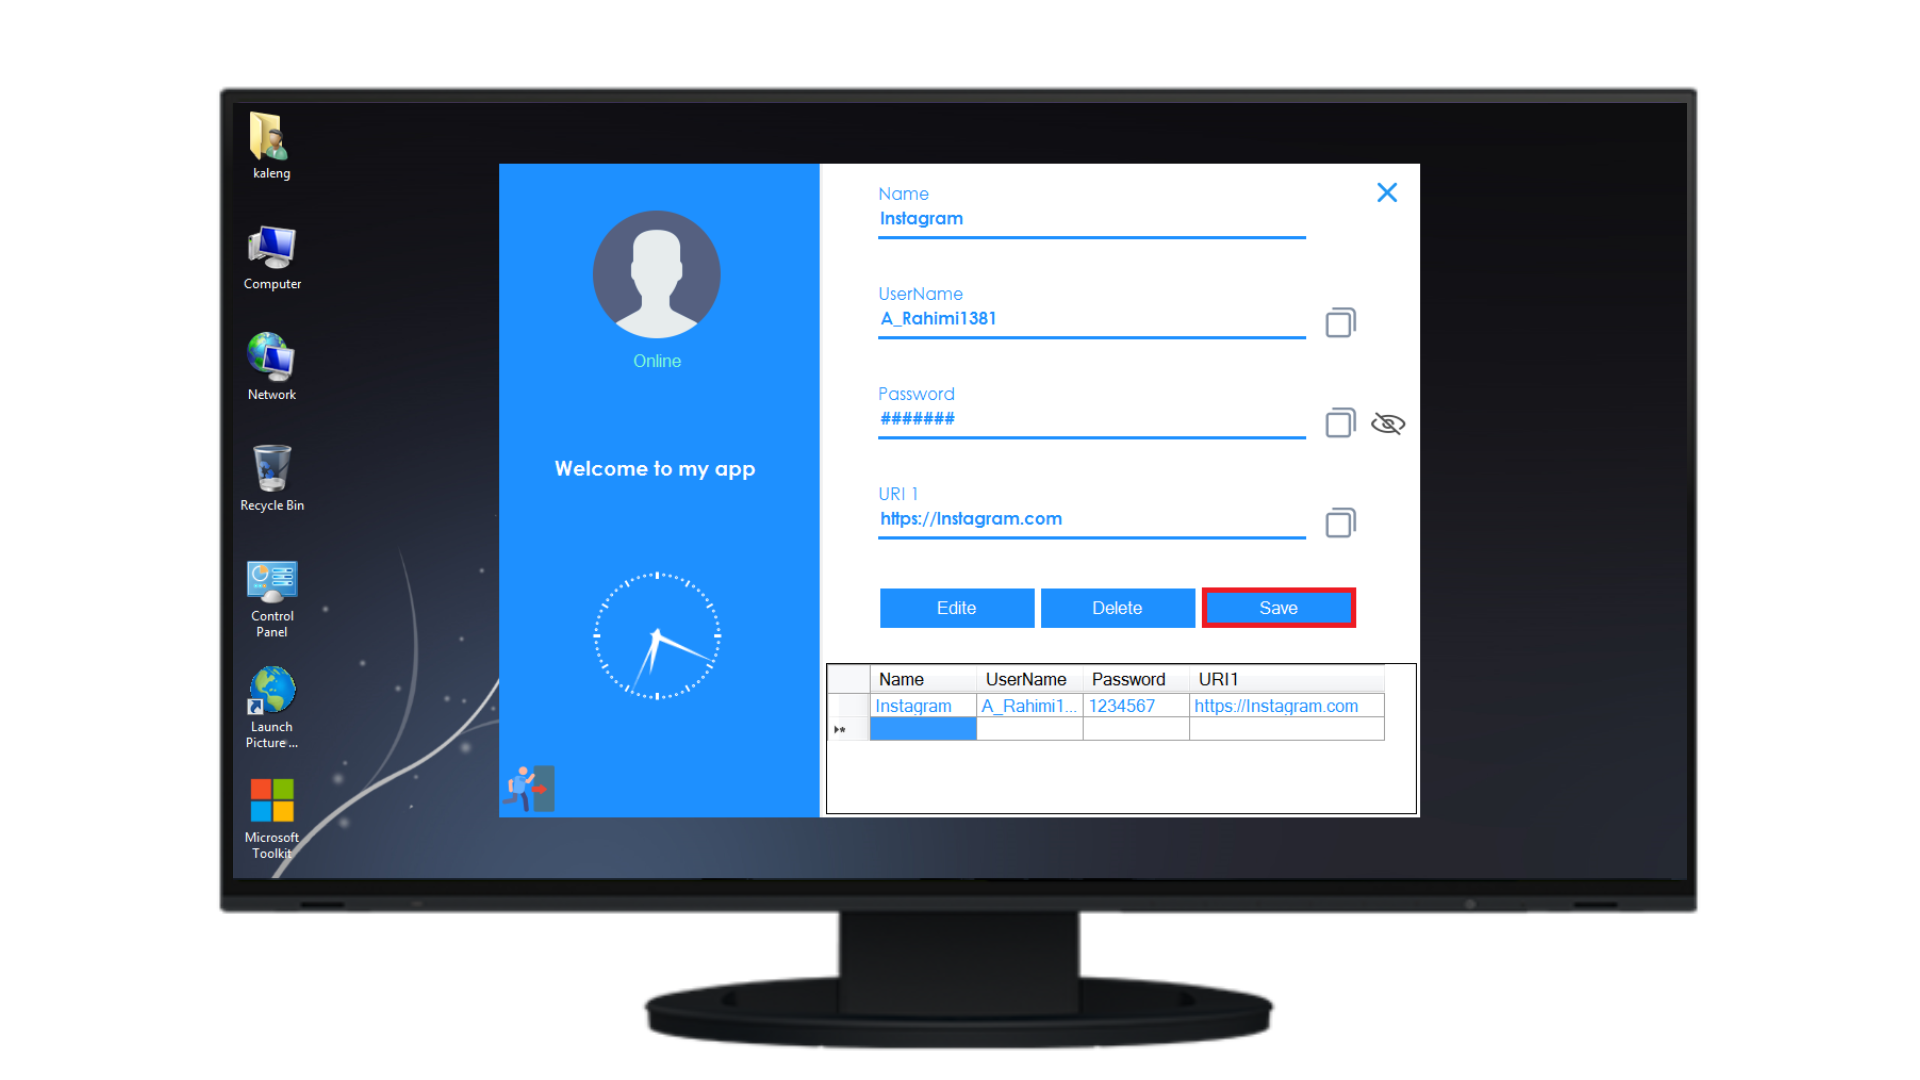 kaleng
Computer
Network
Recycle Bin
Control
Panel
Launch
Picture ...
Microsoft
Toolkit
Online
Welcome to my app
Name
Instagram
UserName
A_Rahimi1381
Password
#######
URI 1
https://Instagram.com
Edite Delete Save
Name UserName Password URI1
Instagram A_Rahimi1... 1234567 https://Instagram.com